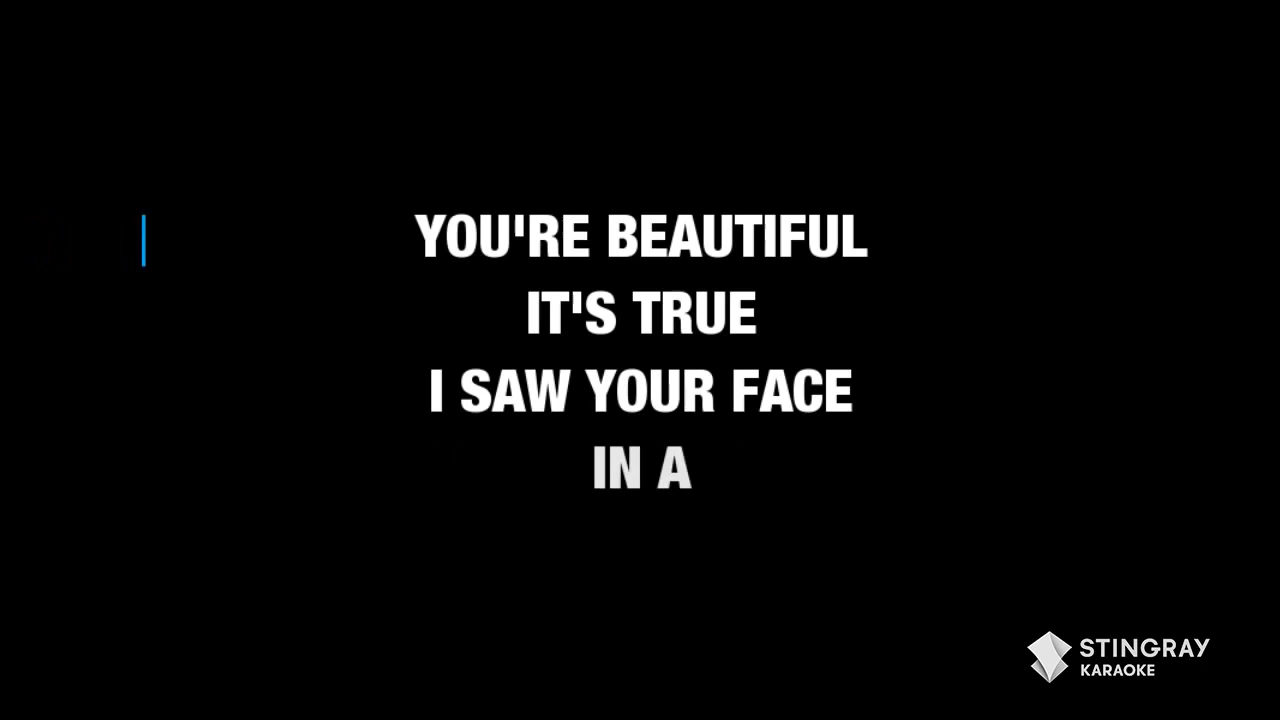 YOU'RE BEAUTIFUL
IT'S TRUE
I SAW YOUR FACE
IN A
STINGRAY
KARAOKE